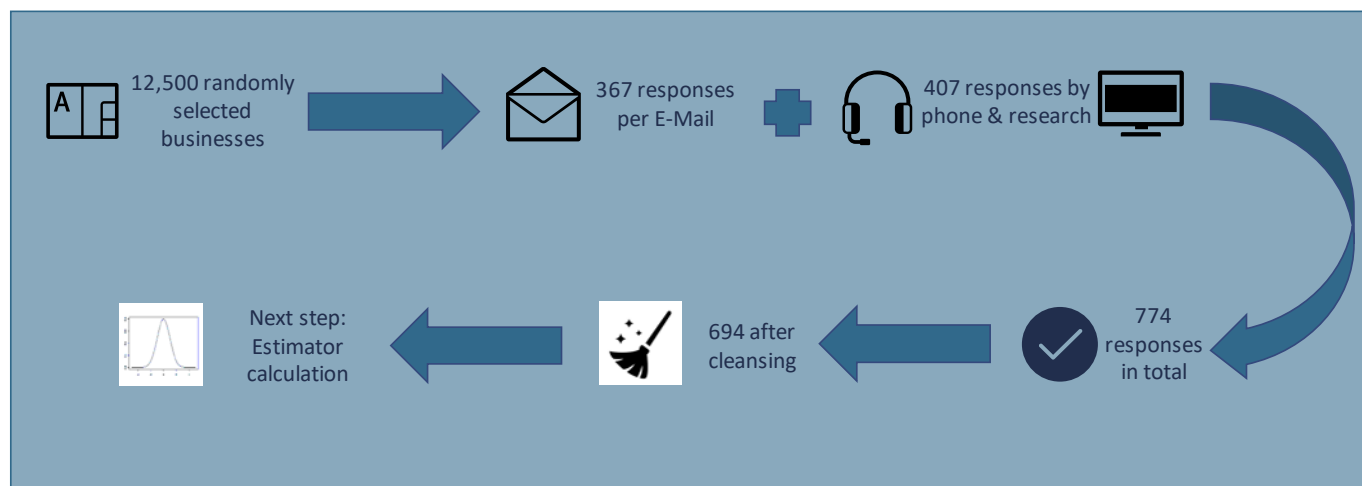 A
12,500 randomly
selected
businesses
367 responses
per E-Mail
407 responses by
phone & research
774
responses
in total
694 after
cleansing
Next step:
Estimator
calculation